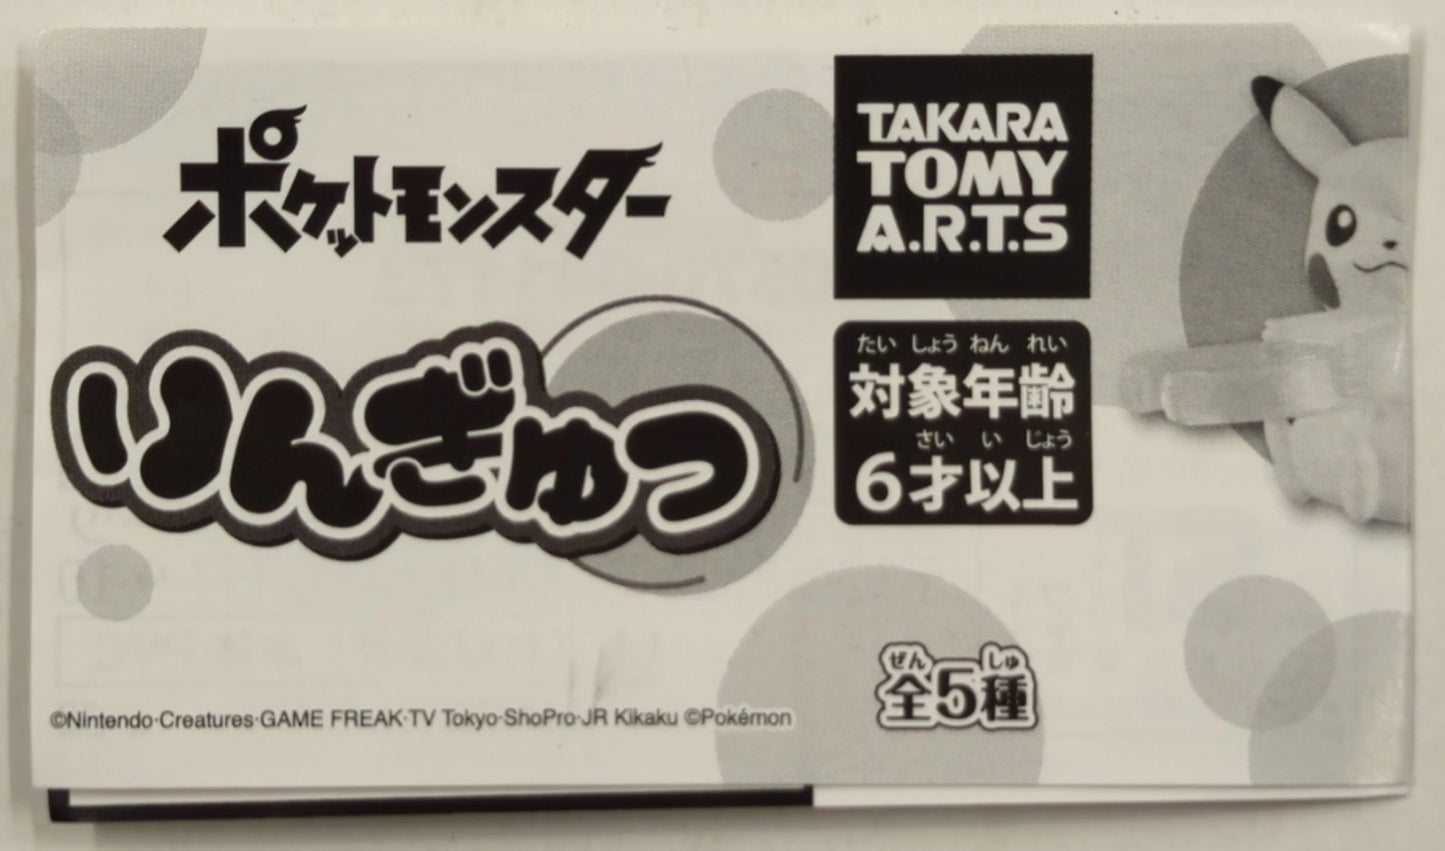 ポケットモンスター
りんぎゅっ
TAKARA
TOMY
A.R.T.S
たい しょう ねん れい
対象年齢
さい い じょう
6才以上
ぜん しゅ
全5種
©Nintendo·Creatures·GAME FREAK·TV Tokyo·ShoPro·JR Kikaku ©Pokémon